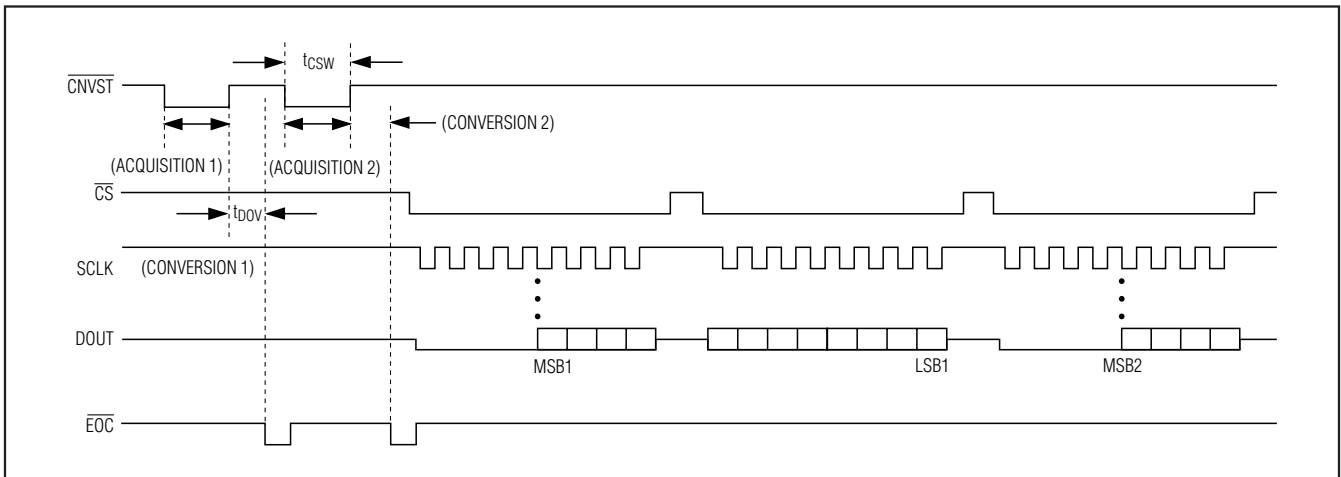 tCSW
CNVST
(CONVERSION 2)
(ACQUISITION 1) (ACQUISITION 2)
CS
tDOV
SCLK (CONVERSION 1)
DOUT
MSB1 LSB1 MSB2
EOC